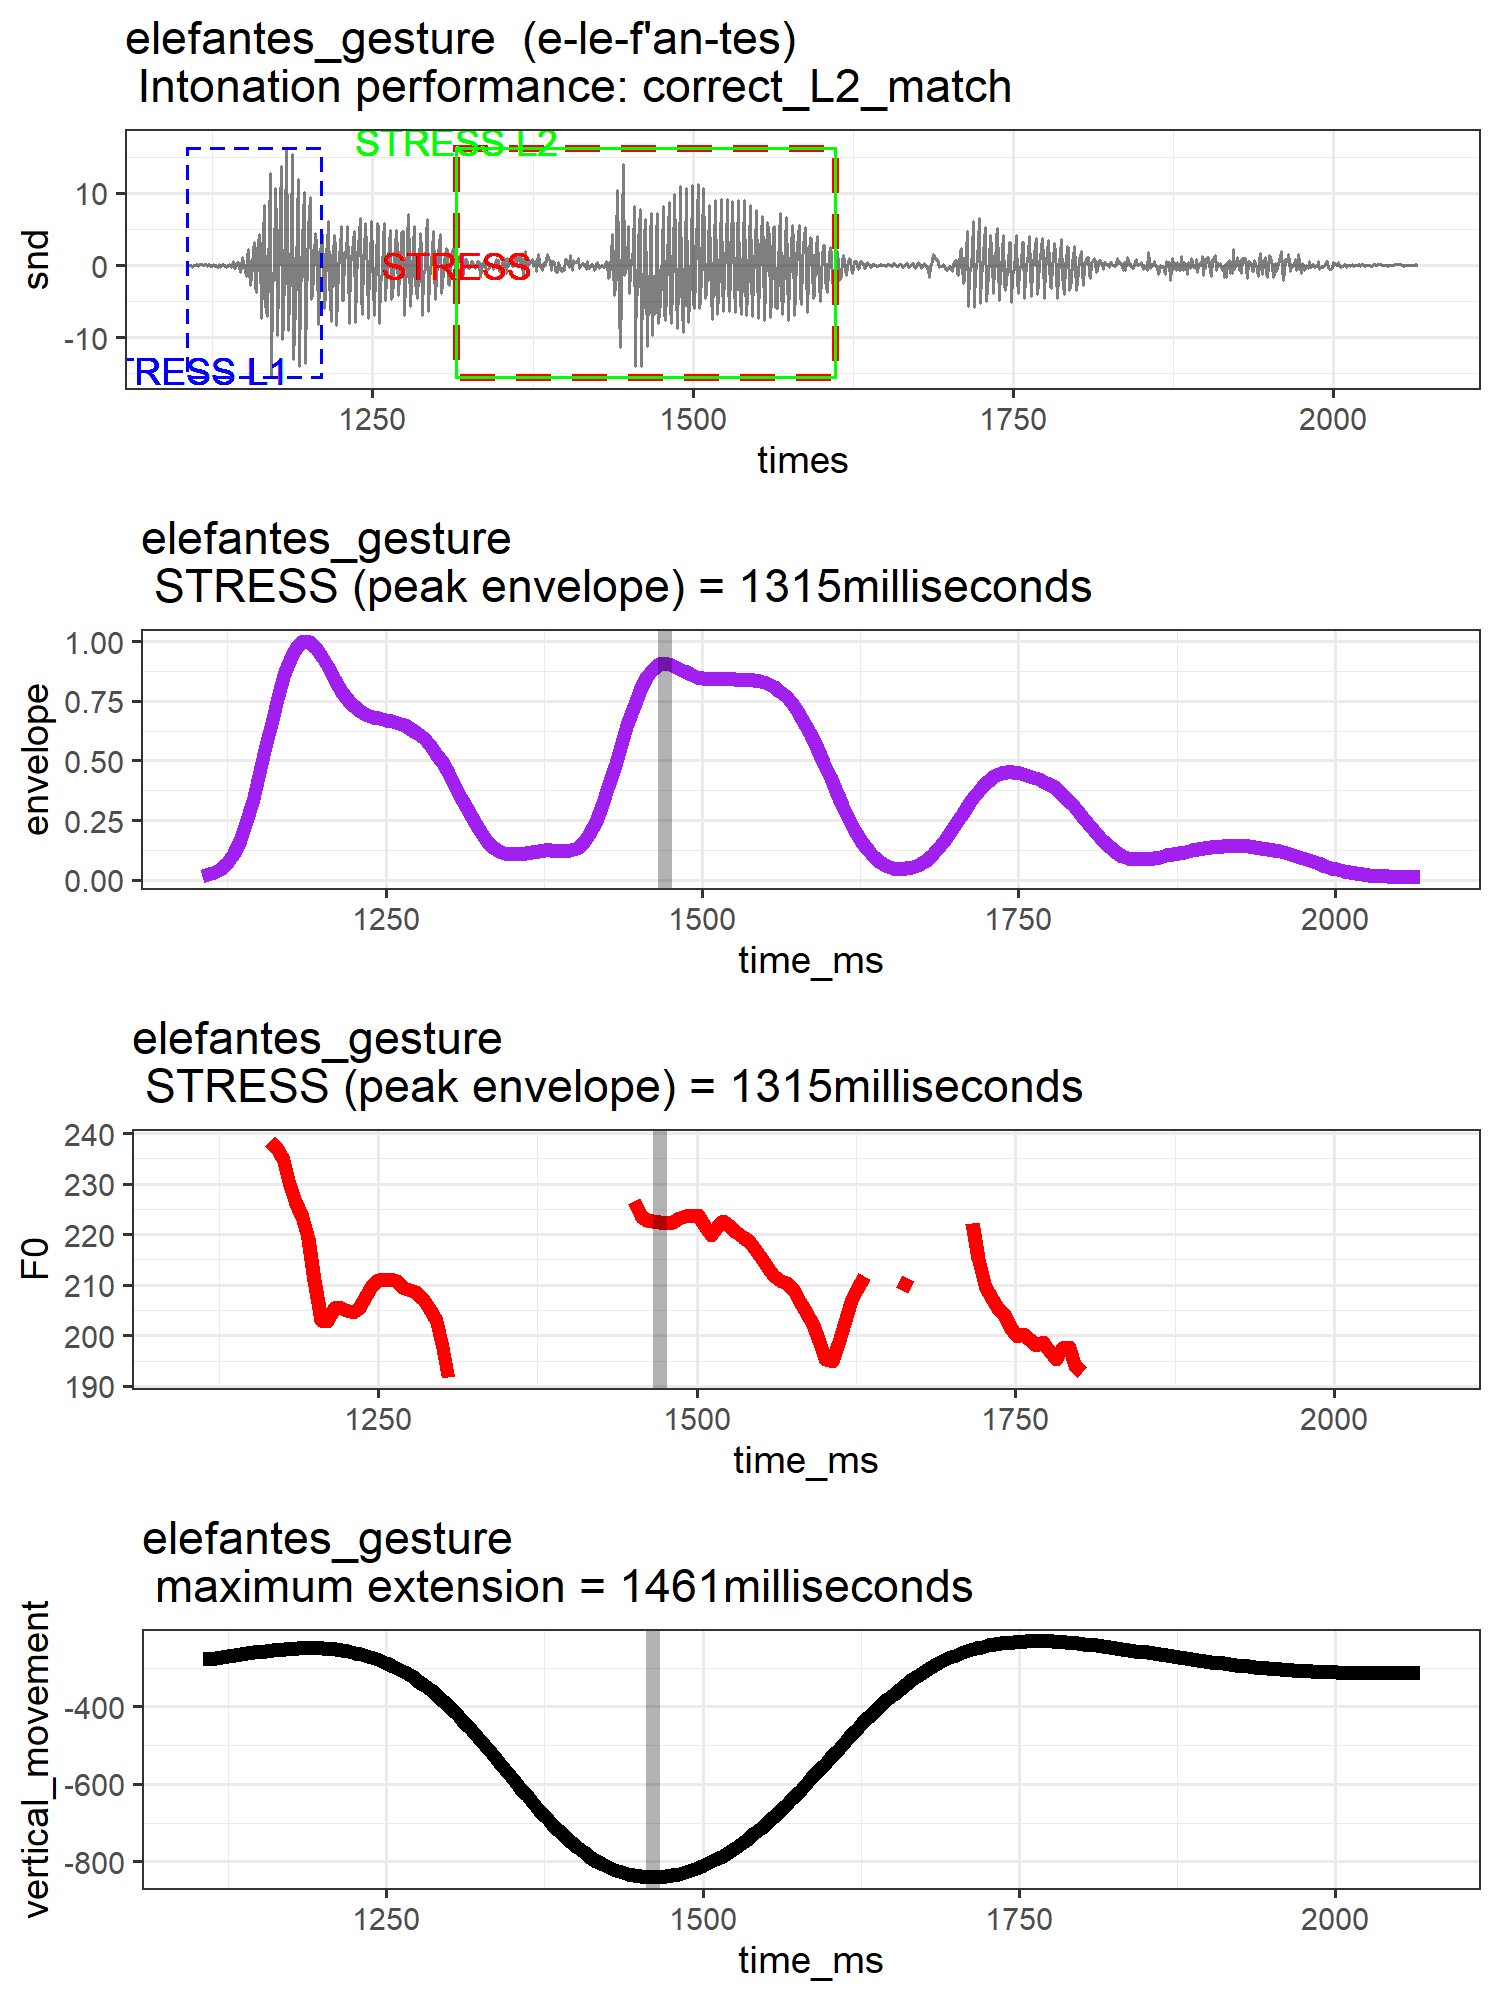 elefantes_gesture  (e-le-f'an-tes)
Intonation performance: correct_L2_match
STRESS L2
STRESS
RESS L1
snd
10
0
-10
1250 1500 1750 2000
times
elefantes_gesture
STRESS (peak envelope) = 1315milliseconds
envelope
1.00
0.75
0.50
0.25
0.00
1250 1500 1750 2000
time_ms
elefantes_gesture
STRESS (peak envelope) = 1315milliseconds
F0
240
230
220
210
200
190
1250 1500 1750 2000
time_ms
elefantes_gesture
maximum extension = 1461milliseconds
vertical_movement
-400
-600
-800
1250 1500 1750 2000
time_ms